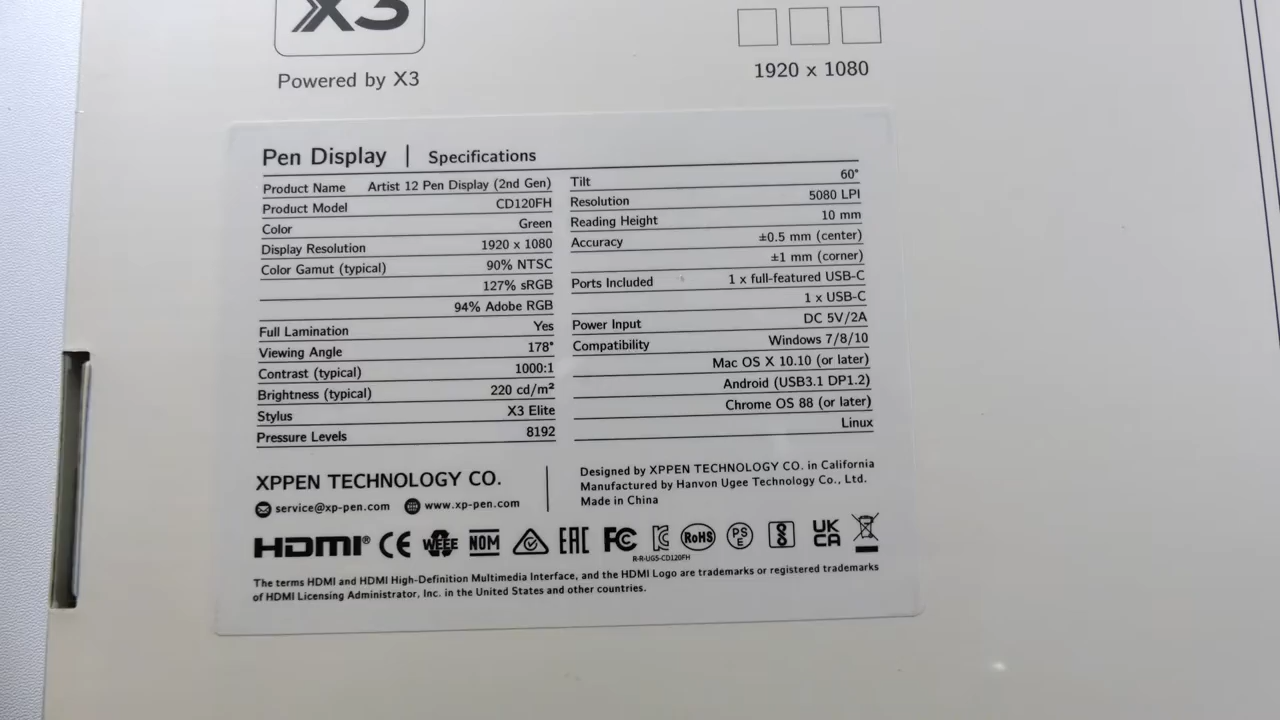 X3
Powered by X3
1920 x 1080
Pen Display | Specifications
Product Name Artist 12 Pen Display (2nd Gen)
Product Model CD120FH
Color Green
Display Resolution 1920 x 1080
Color Gamut (typical) 90% NTSC
127% sRGB
94% Adobe RGB
Full Lamination Yes
Viewing Angle 178°
Contrast (typical) 1000:1
Brightness (typical) 220 cd/m²
Stylus X3 Elite
Pressure Levels 8192
Tilt 60°
Resolution 5080 LPI
Reading Height 10 mm
Accuracy ±0.5 mm (center)
±1 mm (corner)
Ports Included 1 x full-featured USB-C
1 x USB-C
Power Input DC 5V/2A
Compatibility Windows 7/8/10
Mac OS X 10.10 (or later)
Android (USB3.1 DP1.2)
Chrome OS 88 (or later)
Linux
XPPEN TECHNOLOGY CO.
service@xp-pen.com www.xp-pen.com
Designed by XPPEN TECHNOLOGY CO. in California
Manufactured by Hanvon Ugee Technology Co., Ltd.
Made in China
HDMI® CE WEEE NOM EAC FC KC RoHS PSE UKCA
R-R-UGS-CD120FH
The terms HDMI and HDMI High-Definition Multimedia Interface, and the HDMI Logo are trademarks or registered trademarks
of HDMI Licensing Administrator, Inc. in the United States and other countries.